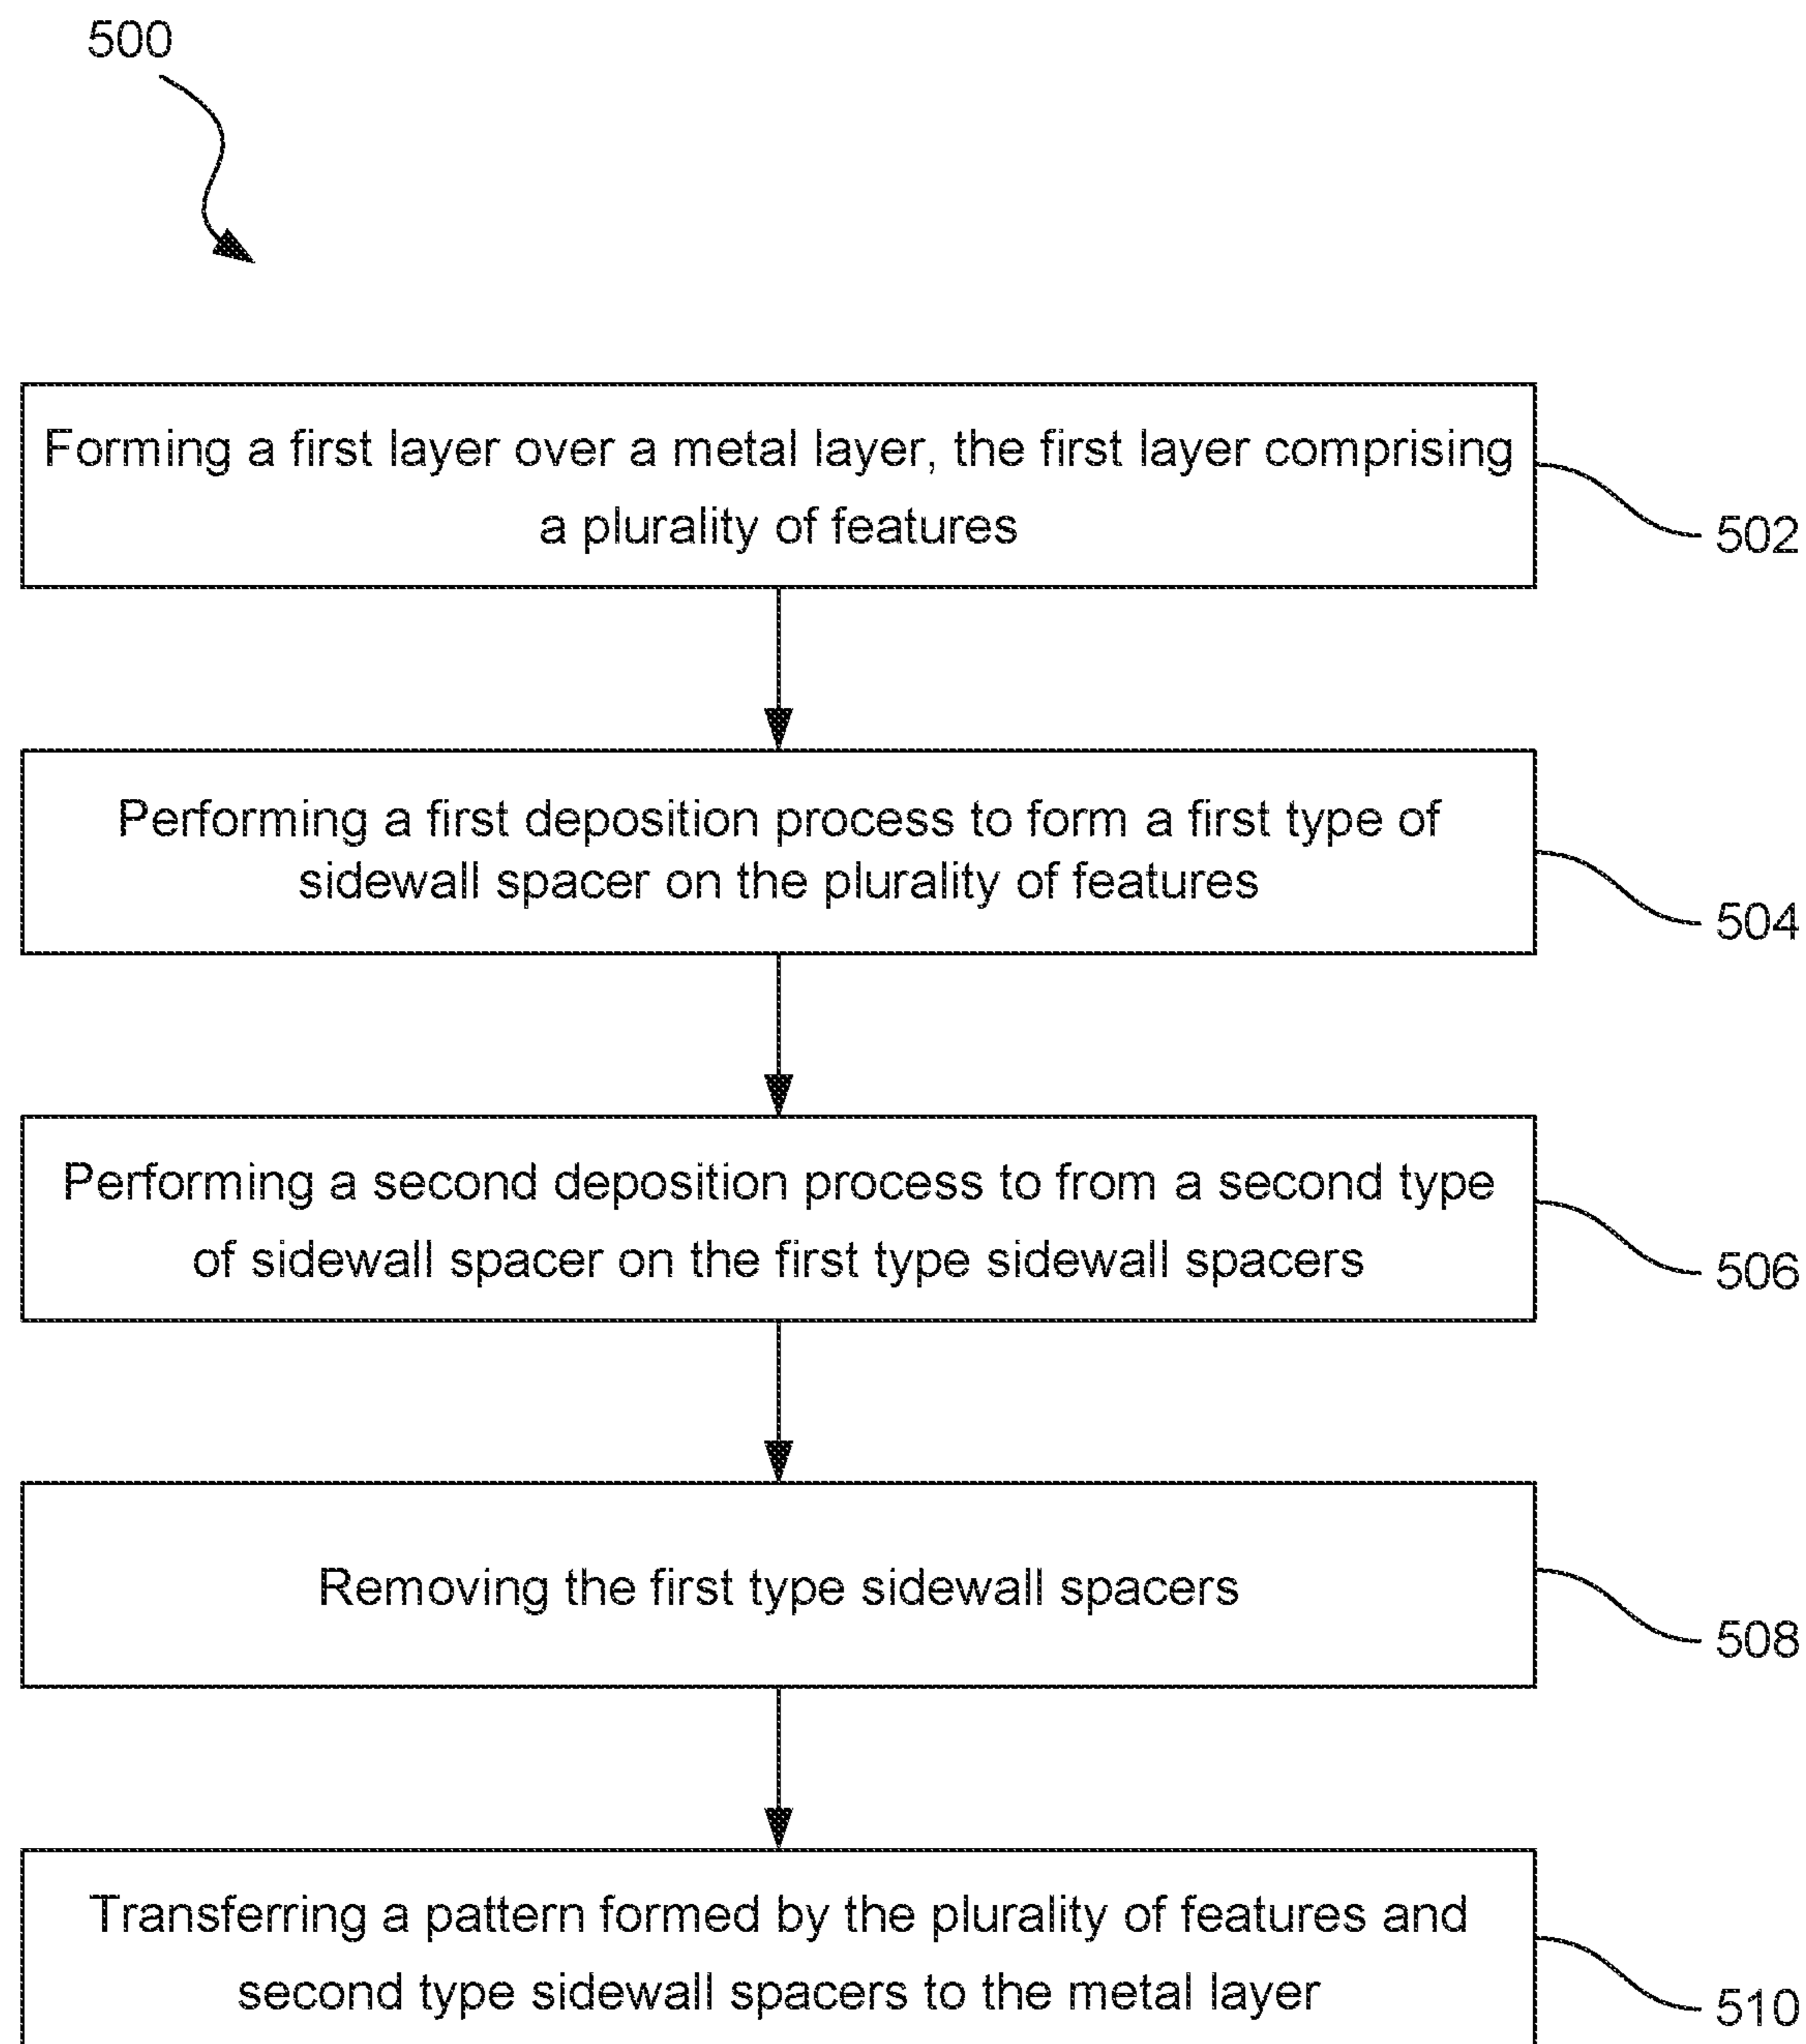 500
Forming a first layer over a metal layer, the first layer comprising
a plurality of features
502
Performing a first deposition process to form a first type of
sidewall spacer on the plurality of features
504
Performing a second deposition process to from a second type
of sidewall spacer on the first type sidewall spacers
506
Removing the first type sidewall spacers
508
Transferring a pattern formed by the plurality of features and
second type sidewall spacers to the metal layer
510